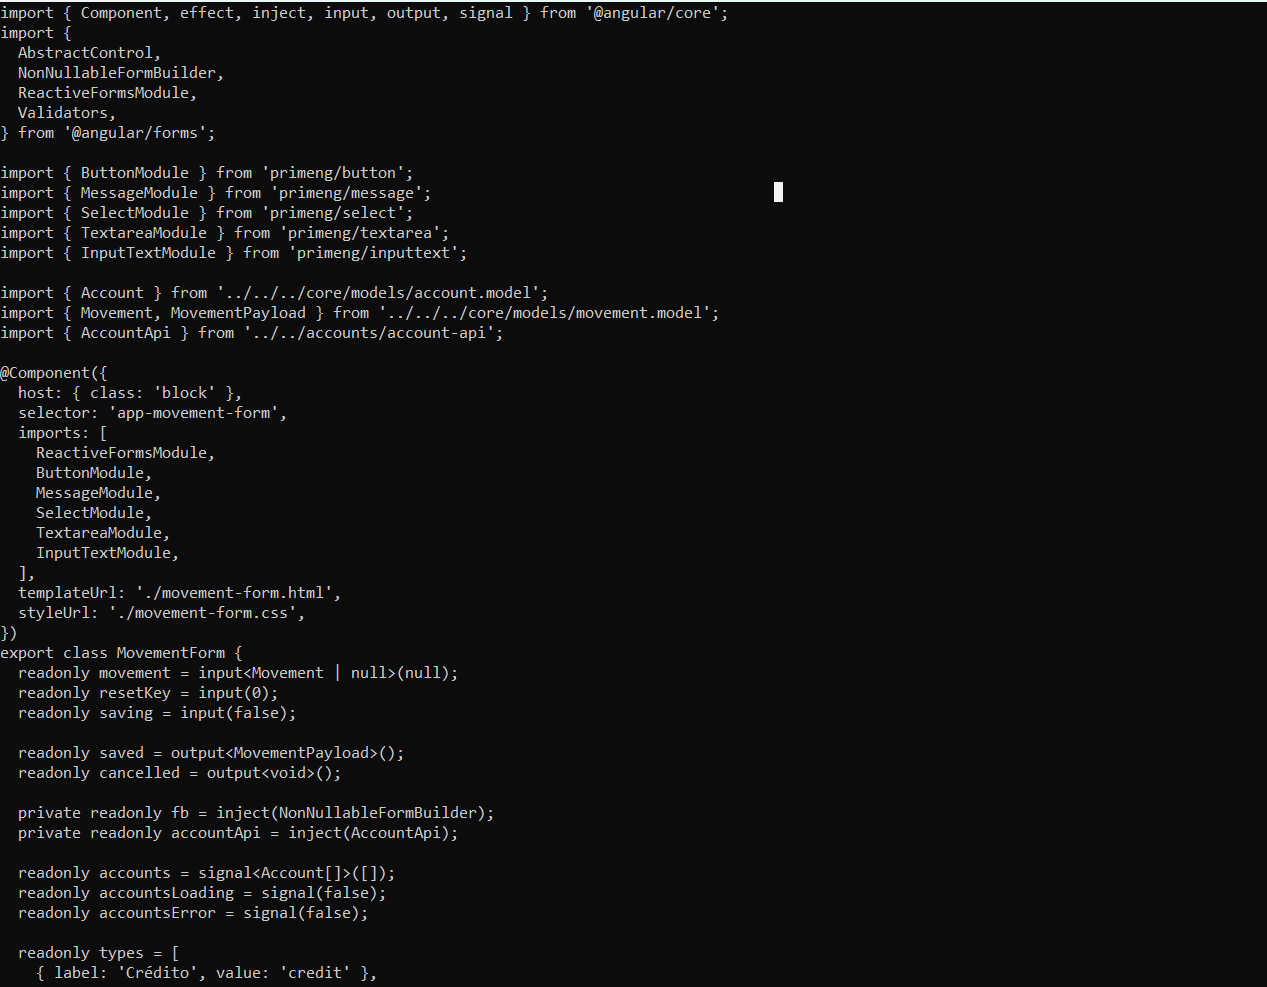 import { Component, effect, inject, input, output, signal } from '@angular/core';
import {
  AbstractControl,
  NonNullableFormBuilder,
  ReactiveFormsModule,
  Validators,
} from '@angular/forms';

import { ButtonModule } from 'primeng/button';
import { MessageModule } from 'primeng/message';
import { SelectModule } from 'primeng/select';
import { TextareaModule } from 'primeng/textarea';
import { InputTextModule } from 'primeng/inputtext';

import { Account } from '../../../core/models/account.model';
import { Movement, MovementPayload } from '../../../core/models/movement.model';
import { AccountApi } from '../../accounts/account-api';

@Component({
  host: { class: 'block' },
  selector: 'app-movement-form',
  imports: [
    ReactiveFormsModule,
    ButtonModule,
    MessageModule,
    SelectModule,
    TextareaModule,
    InputTextModule,
  ],
  templateUrl: './movement-form.html',
  styleUrl: './movement-form.css',
})
export class MovementForm {
  readonly movement = input<Movement | null>(null);
  readonly resetKey = input(0);
  readonly saving = input(false);

  readonly saved = output<MovementPayload>();
  readonly cancelled = output<void>();

  private readonly fb = inject(NonNullableFormBuilder);
  private readonly accountApi = inject(AccountApi);

  readonly accounts = signal<Account[]>([]);
  readonly accountsLoading = signal(false);
  readonly accountsError = signal(false);

  readonly types = [
    { label: 'Crédito', value: 'credit' },